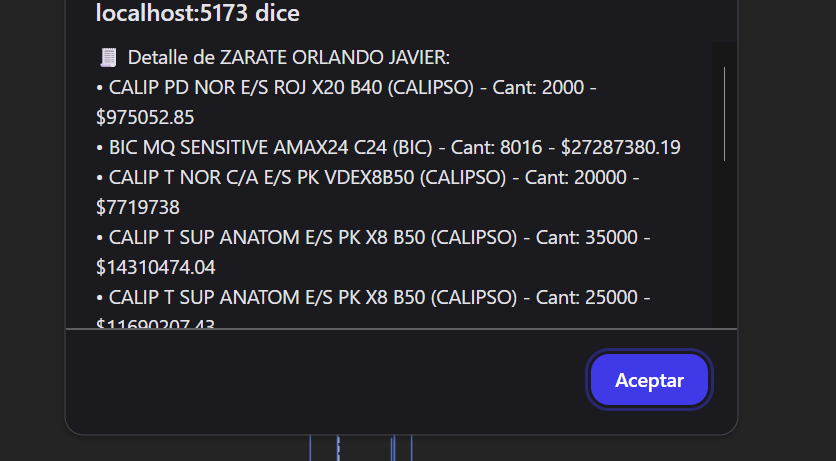 localhost:5173 dice
🧾 Detalle de ZARATE ORLANDO JAVIER:
• CALIP PD NOR E/S ROJ X20 B40 (CALIPSO) - Cant: 2000 -
$975052.85
• BIC MQ SENSITIVE AMAX24 C24 (BIC) - Cant: 8016 - $27287380.19
• CALIP T NOR C/A E/S PK VDEX8B50 (CALIPSO) - Cant: 20000 -
$7719738
• CALIP T SUP ANATOM E/S PK X8 B50 (CALIPSO) - Cant: 35000 -
$14310474.04
• CALIP T SUP ANATOM E/S PK X8 B50 (CALIPSO) - Cant: 25000 -
$11690207.43
Aceptar